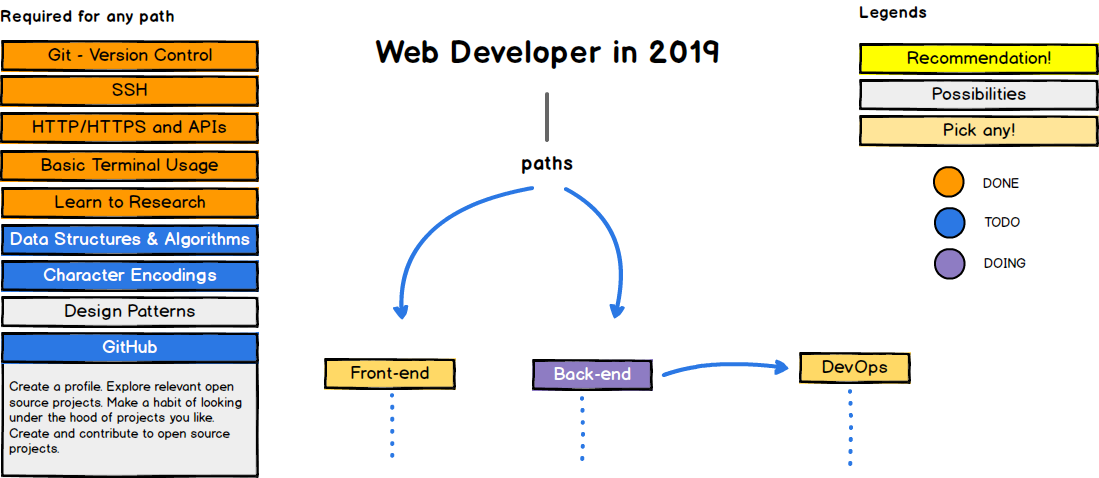 Required for any path
Git - Version Control
SSH
HTTP/HTTPS and APIs
Basic Terminal Usage
Learn to Research
Data Structures & Algorithms
Character Encodings
Design Patterns
GitHub
Create a profile. Explore relevant open
source projects. Make a habit of looking
under the hood of projects you like.
Create and contribute to open source
projects.
Web Developer in 2019
paths
Front-end
Back-end
DevOps
Legends
Recommendation!
Possibilities
Pick any!
DONE
TODO
DOING